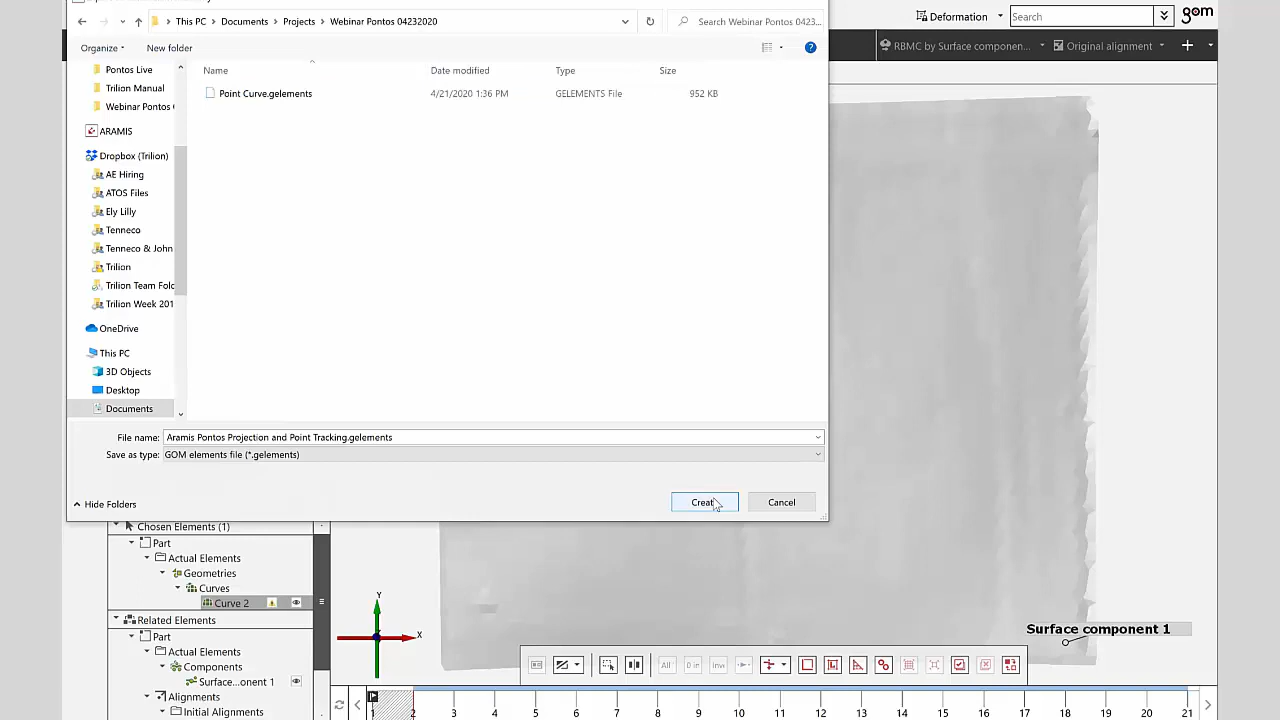 This PC
Documents
Projects
Webinar Pontos 04232020
Search Webinar Pontos 0423...
Organize
New folder
Pontos Live
Trilion Manual
Webinar Pontos
ARAMIS
Dropbox (Trilion)
AE Hiring
ATOS Files
Ely Lilly
Tenneco
Tenneco & John
Trilion
Trilion Team Fold
Trilion Week 201
OneDrive
This PC
3D Objects
Desktop
Documents
Name
Date modified
Type
Size
Point Curve.gelements
4/21/2020 1:36 PM
GELEMENTS File
952 KB
File name:
Aramis Pontos Projection and Point Tracking.gelements
Save as type:
GOM elements file (*.gelements)
Hide Folders
Create
Cancel
Deformation
Search
gom
RBMC by Surface componen...
Original alignment
Chosen Elements (1)
Part
Actual Elements
Geometries
Curves
Curve 2
Related Elements
Part
Actual Elements
Components
Surface...onent 1
Alignments
Initial Alignments
Y
X
Surface component 1
All
0 in
Inv
1 2 3 4 5 6 7 8 9 10 11 12 13 14 15 16 17 18 19 20 21